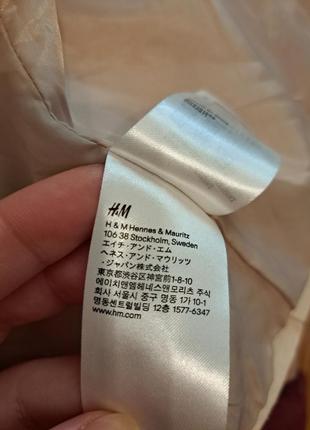 H&M
H & M Hennes & Mauritz
106 38 Stockholm, Sweden
エイチ・アンド・エム
ヘネス・アンド・マウリッツ
・ジャパン株式会社
東京都渋谷区神宮前1-8-10
에이치앤엠헤네스앤모리츠 주식
회사 서울시 중구 명동 1가 10-1
명동센트럴빌딩 12층 1577-6347
www.hm.com